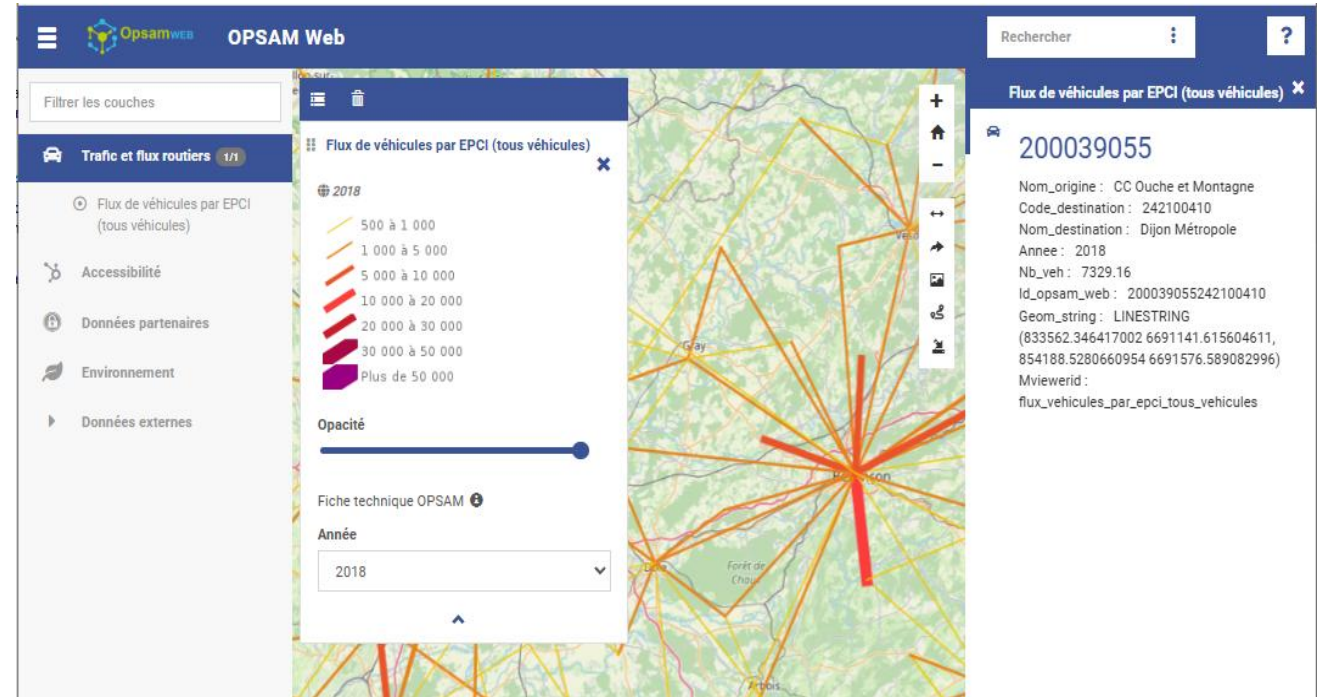 OpsamWEB OPSAM Web
Rechercher
?
Filtrer les couches
Trafic et flux routiers 1/1
Flux de véhicules par EPCI
(tous véhicules)
Accessibilité
Données partenaires
Environnement
Données externes
Flux de véhicules par EPCI (tous véhicules)
2018
500 à 1 000
1 000 à 5 000
5 000 à 10 000
10 000 à 20 000
20 000 à 30 000
30 000 à 50 000
Plus de 50 000
Opacité
Fiche technique OPSAM
Année
2018
Gray
Forêt de
Chaux
Arbois
Flux de véhicules par EPCI (tous véhicules)
200039055
Nom_origine : CC Ouche et Montagne
Code_destination : 242100410
Nom_destination : Dijon Métropole
Annee : 2018
Nb_veh : 7329.16
Id_opsam_web : 200039055242100410
Geom_string : LINESTRING
(833562.346417002 6691141.615604611,
854188.5280660954 6691576.589082996)
Mviewerid :
flux_vehicules_par_epci_tous_vehicules